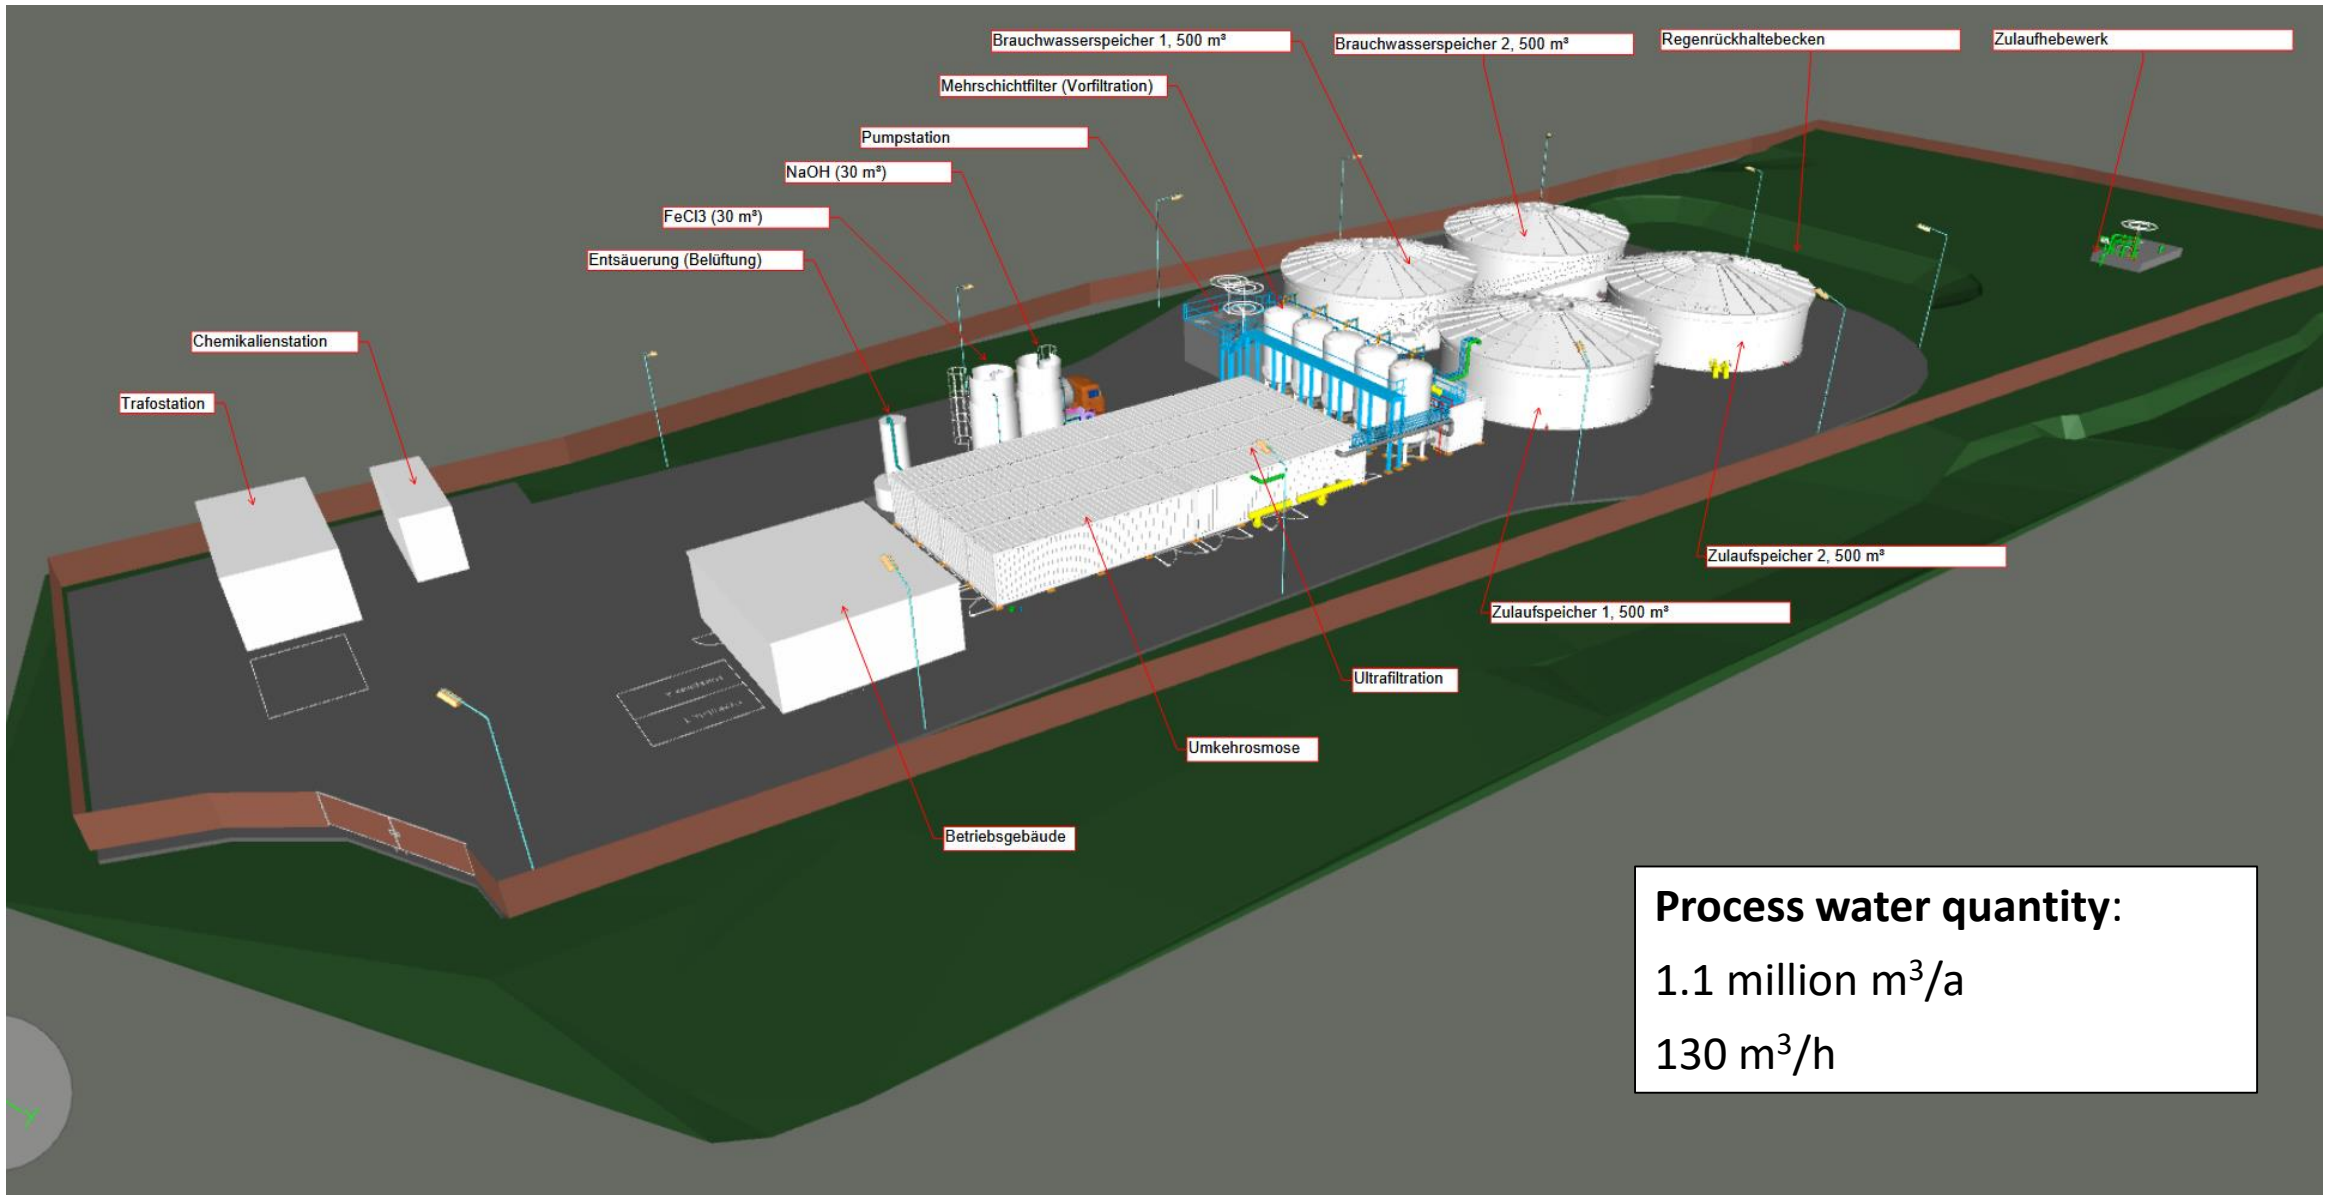 Brauchwasserspeicher 1, 500 m³
Brauchwasserspeicher 2, 500 m³
Regenrückhaltebecken
Zulaufhebewerk
Mehrschichtfilter (Vorfiltration)
Pumpstation
NaOH (30 m³)
FeCl3 (30 m³)
Entsäuerung (Belüftung)
Chemikalienstation
Trafostation
Zulaufspeicher 2, 500 m³
Zulaufspeicher 1, 500 m³
Ultrafiltration
Umkehrosmose
Betriebsgebäude
Process water quantity:
1.1 million m³/a
130 m³/h